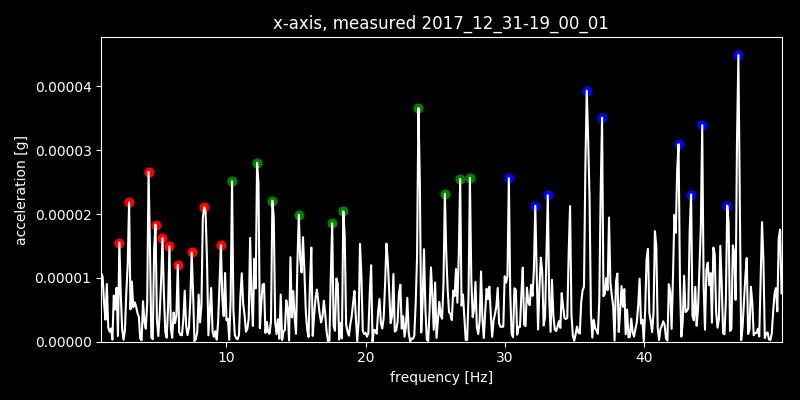 x-axis, measured 2017_12_31-19_00_01
0.00004
0.00003
0.00002
0.00001
0.00000
acceleration [g]
10 20 30 40
frequency [Hz]